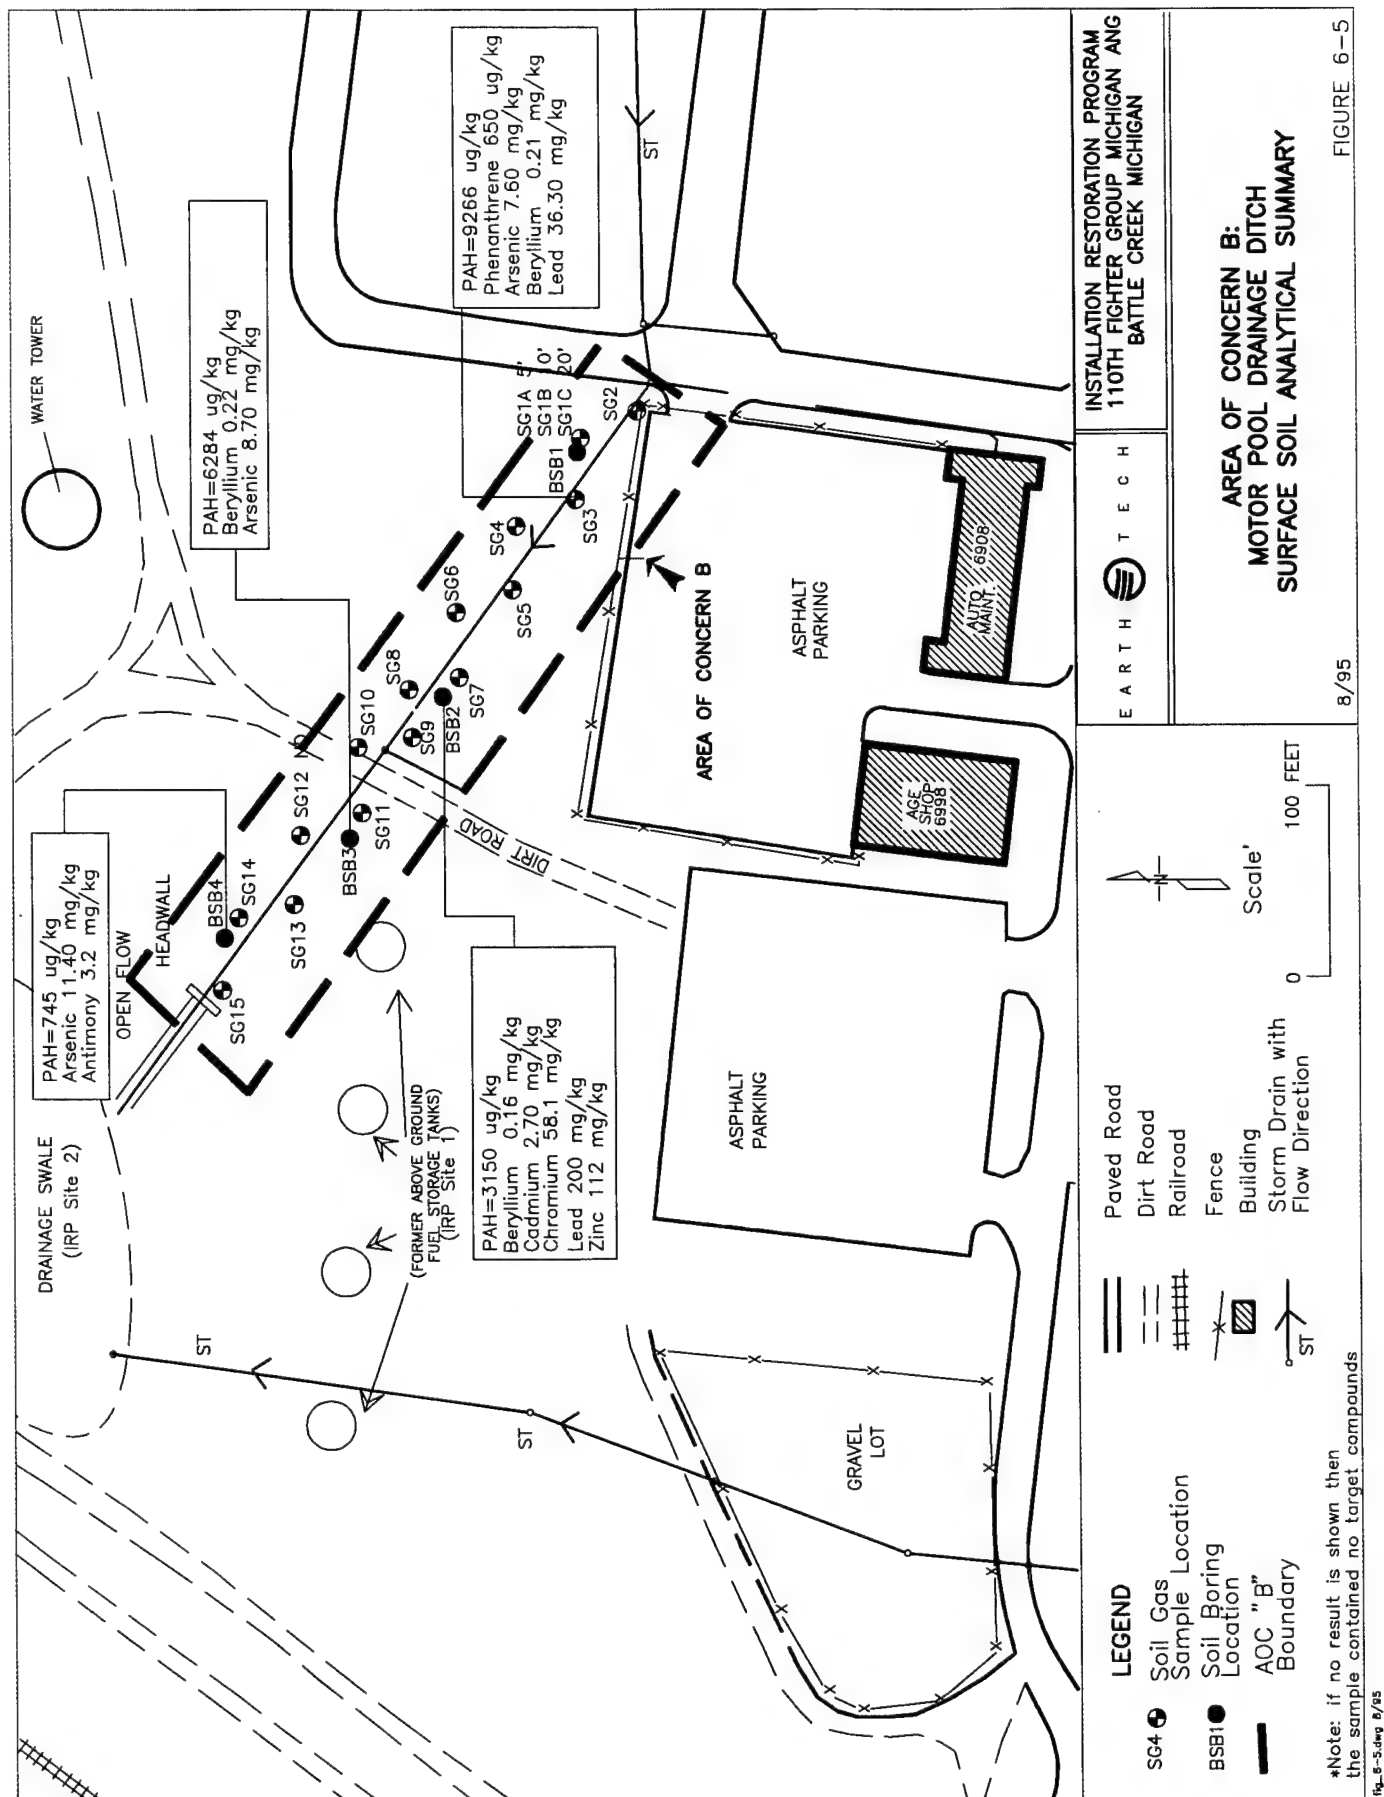 WATER TOWER
PAH=6284 ug/kg
Beryllium 0.22 mg/kg
Arsenic 8.70 mg/kg
PAH=9266 ug/kg
Phenanthrene 650 ug/kg
Arsenic 7.60 mg/kg
Beryllium 0.21 mg/kg
Lead 36.30 mg/kg
PAH=745 ug/kg
Arsenic 11.40 mg/kg
Antimony 3.2 mg/kg
PAH=3150 ug/kg
Beryllium 0.16 mg/kg
Cadmium 2.70 mg/kg
Chromium 58.1 mg/kg
Lead 200 mg/kg
Zinc 112 mg/kg
DRAINAGE SWALE
(IRP Site 2)
OPEN FLOW
HEADWALL
SG15
BSB4
SG14
SG13
SG12
BSB3
SG11
SG10
SG9
SG8
BSB2
SG7
SG6
SG5
SG4
SG3
BSB1
SG1A 5'
SG1B 10'
SG1C 20'
SG2
ST
ST
ST
DIRT ROAD
(FORMER ABOVE GROUND
FUEL STORAGE TANKS)
(IRP Site 1)
AREA OF CONCERN B
ASPHALT
PARKING
ASPHALT
PARKING
GRAVEL
LOT
AUTO 6908
MAINT.
AGE
SHOP
6998
LEGEND
SG4 Soil Gas
Sample Location
BSB1 Soil Boring
Location
AOC "B"
Boundary
Paved Road
Dirt Road
Railroad
Fence
Building
ST Storm Drain with
Flow Direction
N
Scale'
0 100 FEET
*Note: if no result is shown then
the sample contained no target compounds
fig_6-5.dwg 8/95
EARTH TECH
INSTALLATION RESTORATION PROGRAM
110TH FIGHTER GROUP MICHIGAN ANG
BATTLE CREEK MICHIGAN
AREA OF CONCERN B:
MOTOR POOL DRAINAGE DITCH
SURFACE SOIL ANALYTICAL SUMMARY
8/95
FIGURE 6-5